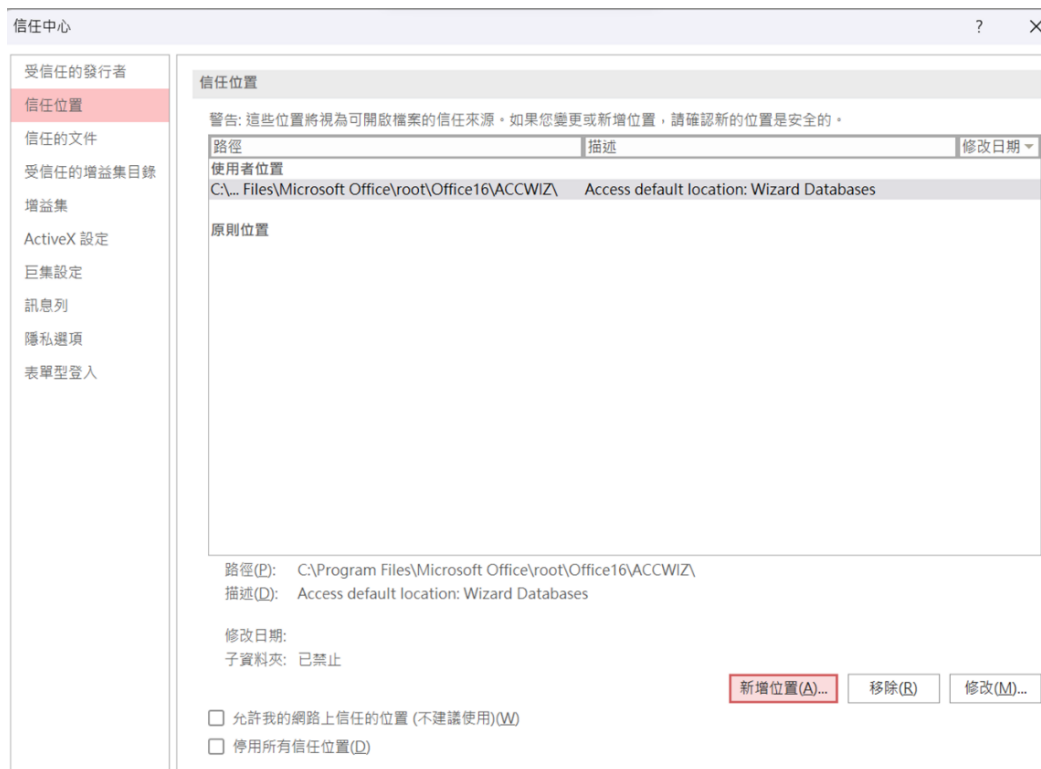 信任中心
?
受信任的發行者
信任位置
信任的文件
受信任的增益集目錄
增益集
ActiveX 設定
巨集設定
訊息列
隱私選項
表單型登入
信任位置
警告: 這些位置將視為可開啟檔案的信任來源。如果您變更或新增位置，請確認新的位置是安全的。
路徑 描述 修改日期
使用者位置
C:\... Files\Microsoft Office\root\Office16\ACCWIZ\ Access default location: Wizard Databases
原則位置
路徑(P): C:\Program Files\Microsoft Office\root\Office16\ACCWIZ\
描述(D): Access default location: Wizard Databases
修改日期:
子資料夾: 已禁止
新增位置(A)... 移除(R) 修改(M)...
允許我的網路上信任的位置 (不建議使用)(W)
停用所有信任位置(D)